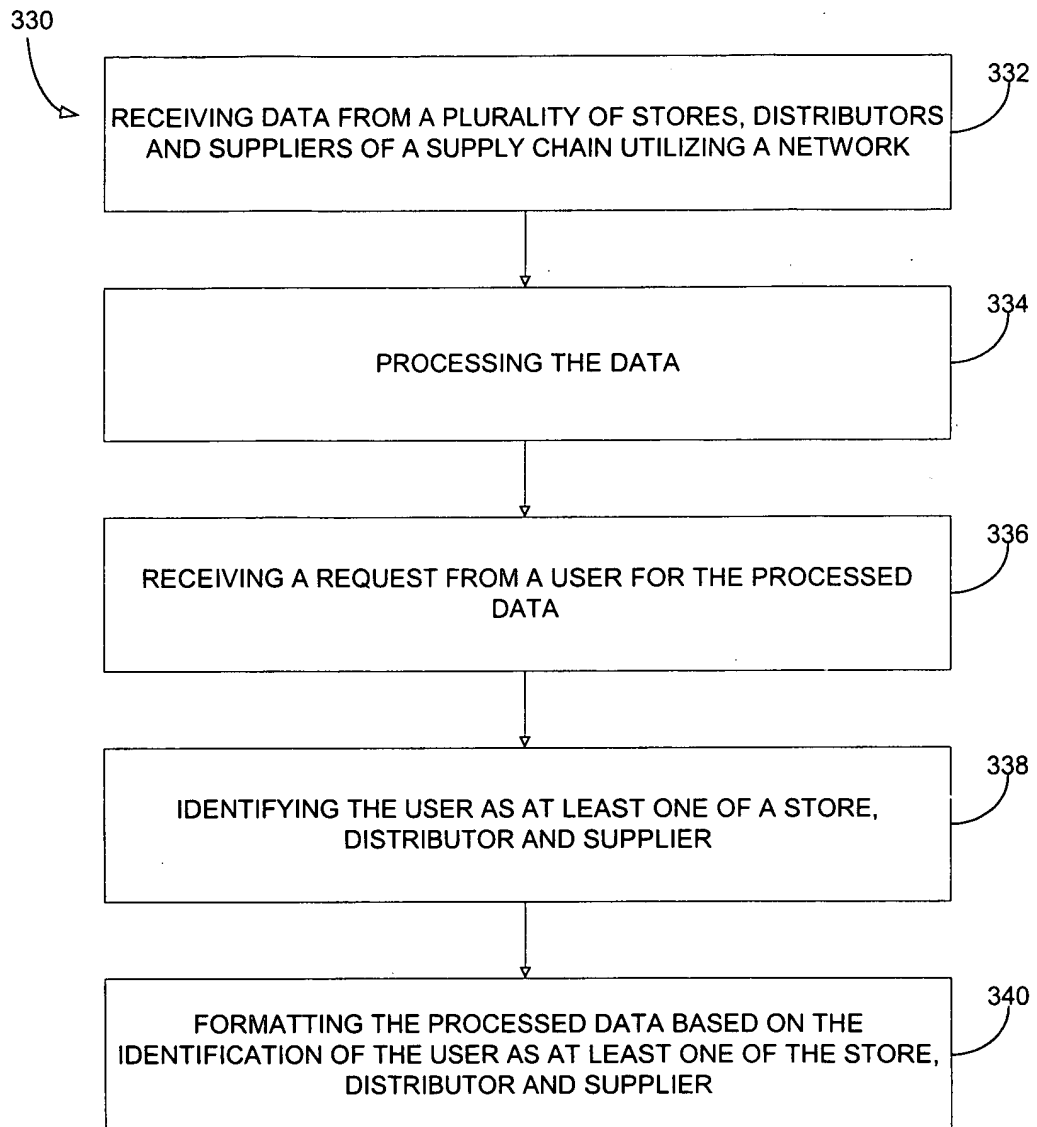 330
332
RECEIVING DATA FROM A PLURALITY OF STORES, DISTRIBUTORS
AND SUPPLIERS OF A SUPPLY CHAIN UTILIZING A NETWORK
334
PROCESSING THE DATA
336
RECEIVING A REQUEST FROM A USER FOR THE PROCESSED
DATA
338
IDENTIFYING THE USER AS AT LEAST ONE OF A STORE,
DISTRIBUTOR AND SUPPLIER
340
FORMATTING THE PROCESSED DATA BASED ON THE
IDENTIFICATION OF THE USER AS AT LEAST ONE OF THE STORE,
DISTRIBUTOR AND SUPPLIER